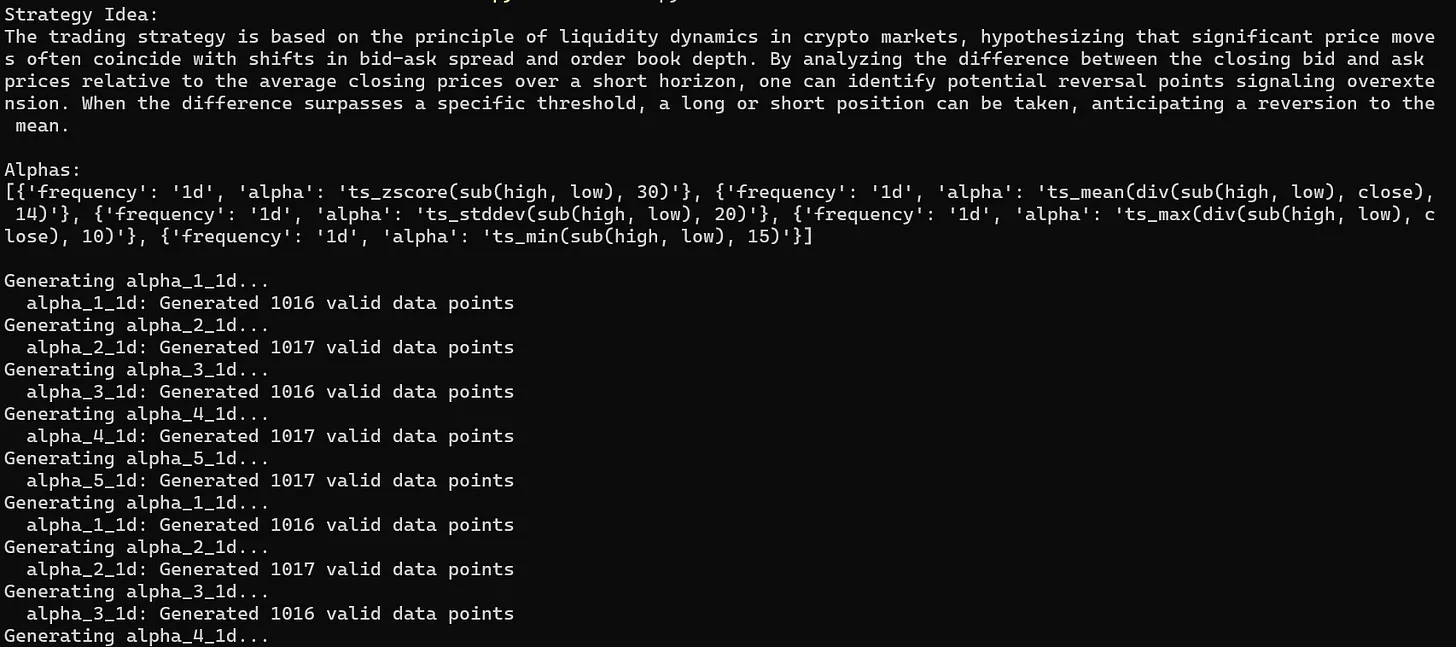 Strategy Idea:
The trading strategy is based on the principle of liquidity dynamics in crypto markets, hypothesizing that significant price move
s often coincide with shifts in bid-ask spread and order book depth. By analyzing the difference between the closing bid and ask
prices relative to the average closing prices over a short horizon, one can identify potential reversal points signaling overexte
nsion. When the difference surpasses a specific threshold, a long or short position can be taken, anticipating a reversion to the
 mean.
Alphas:
[{'frequency': '1d', 'alpha': 'ts_zscore(sub(high, low), 30)'}, {'frequency': '1d', 'alpha': 'ts_mean(div(sub(high, low), close),
 14)'}, {'frequency': '1d', 'alpha': 'ts_stddev(sub(high, low), 20)'}, {'frequency': '1d', 'alpha': 'ts_max(div(sub(high, low), c
lose), 10)'}, {'frequency': '1d', 'alpha': 'ts_min(sub(high, low), 15)'}]
Generating alpha_1_1d...
  alpha_1_1d: Generated 1016 valid data points
Generating alpha_2_1d...
  alpha_2_1d: Generated 1017 valid data points
Generating alpha_3_1d...
  alpha_3_1d: Generated 1016 valid data points
Generating alpha_4_1d...
  alpha_4_1d: Generated 1017 valid data points
Generating alpha_5_1d...
  alpha_5_1d: Generated 1017 valid data points
Generating alpha_1_1d...
  alpha_1_1d: Generated 1016 valid data points
Generating alpha_2_1d...
  alpha_2_1d: Generated 1017 valid data points
Generating alpha_3_1d...
  alpha_3_1d: Generated 1016 valid data points
Generating alpha_4_1d...